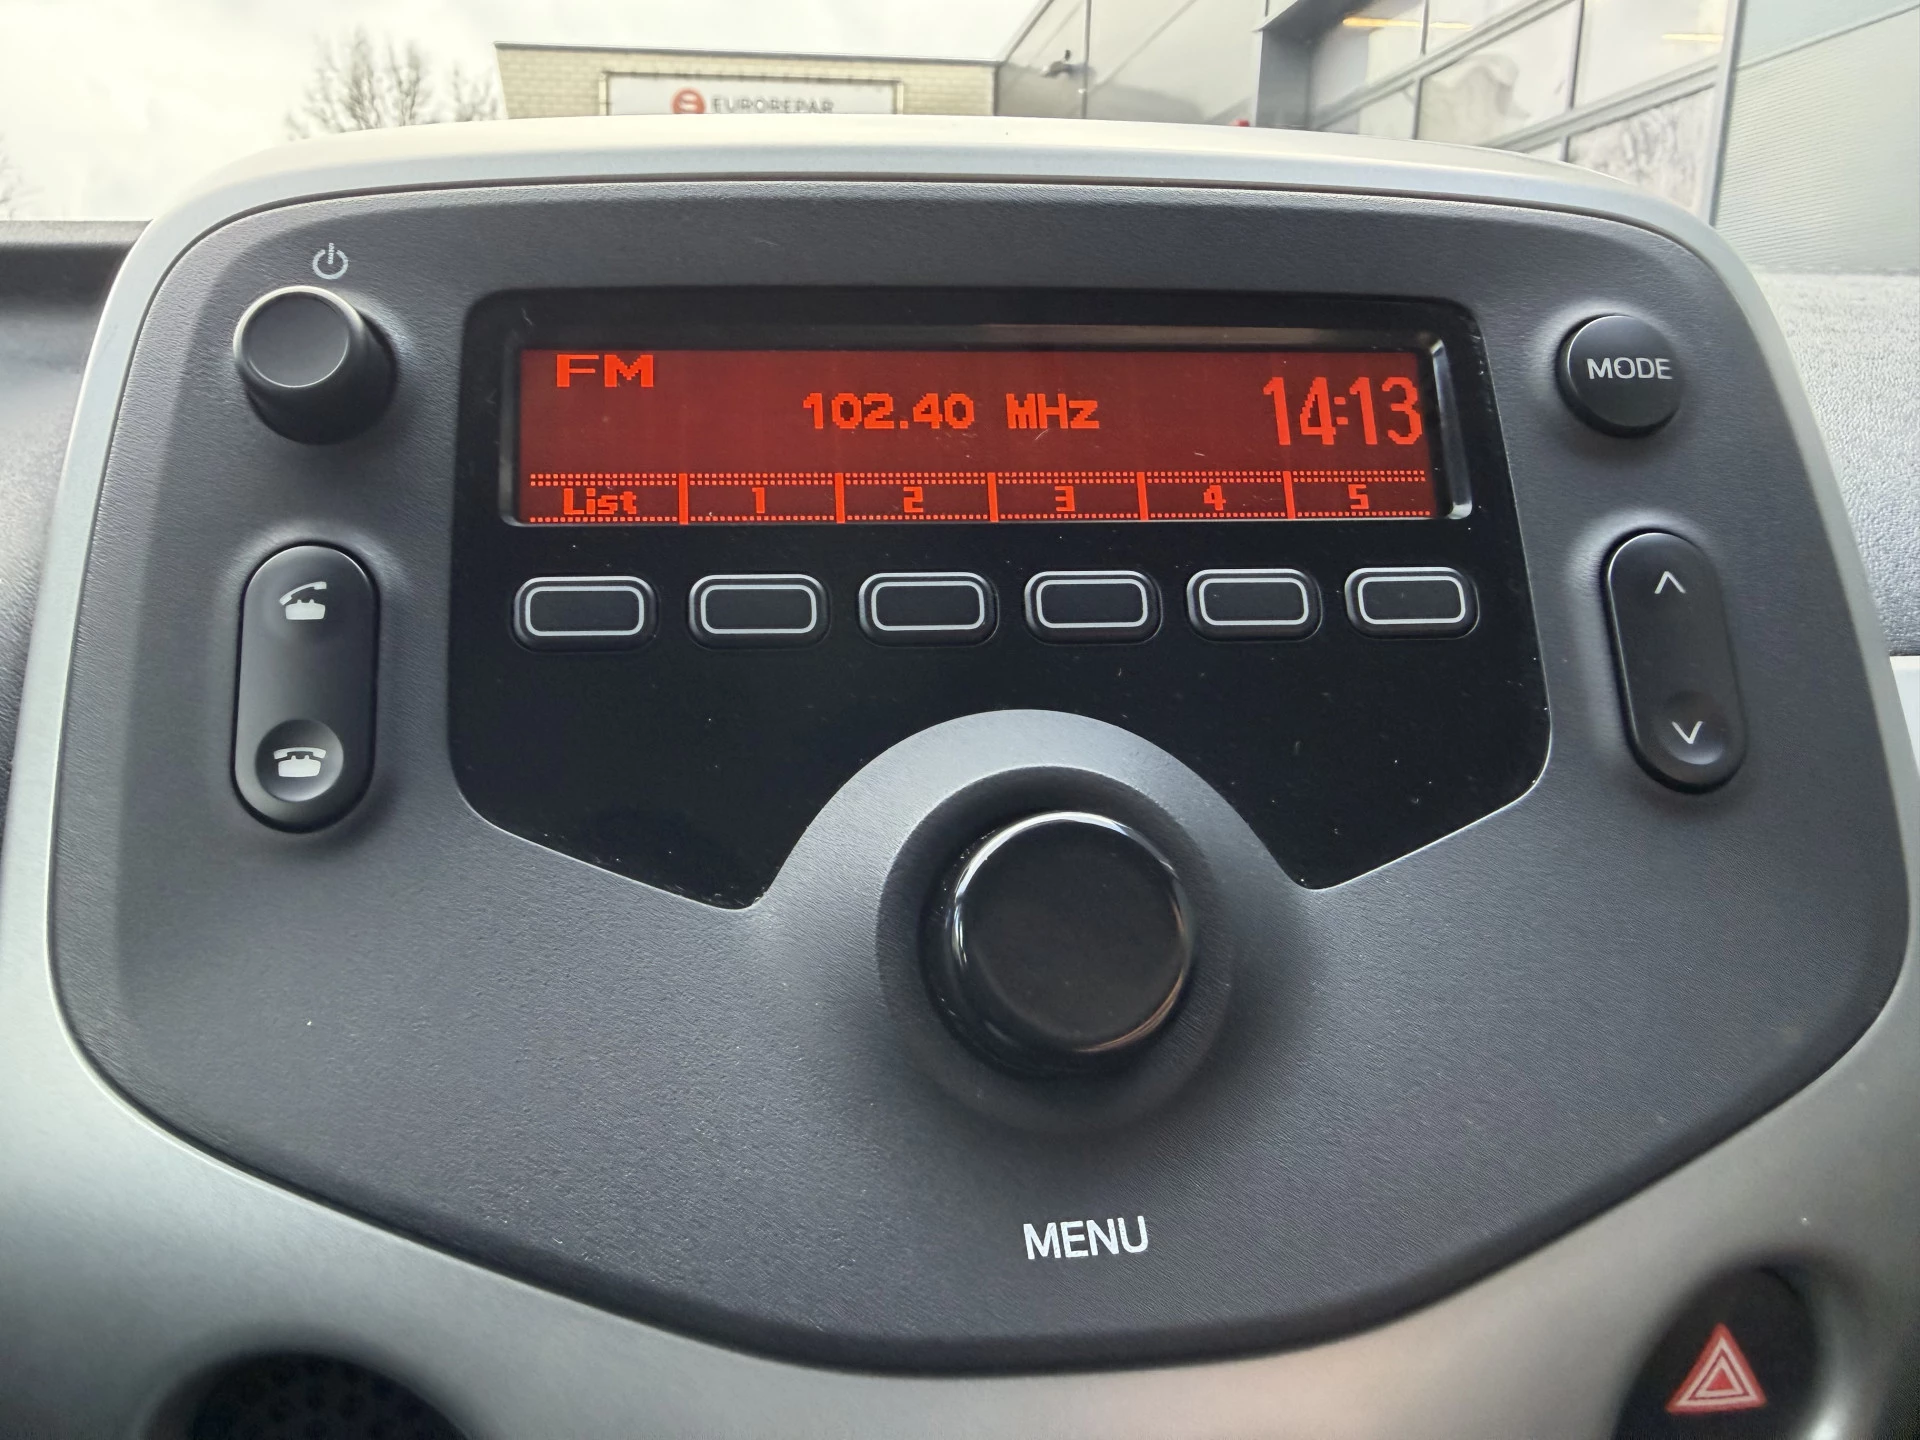 EUROREPAR
FM
102.40 MHz
14:13
MODE
List 1 2 3 4 5
MENU